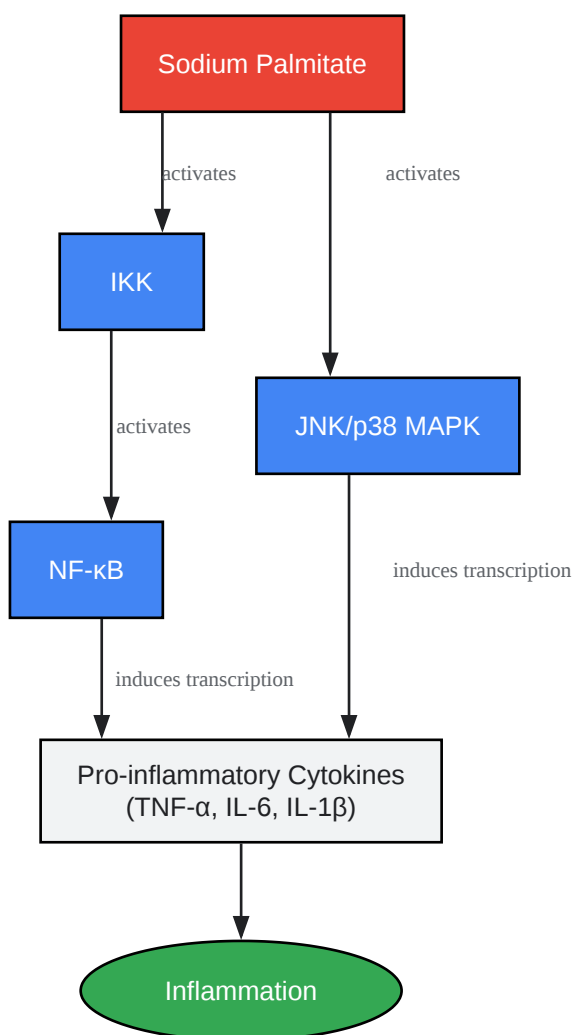 Sodium Palmitate
activates
activates
IKK
activates
JNK/p38 MAPK
NF-κB
induces transcription
induces transcription
Pro-inflammatory Cytokines
(TNF-α, IL-6, IL-1β)
Inflammation